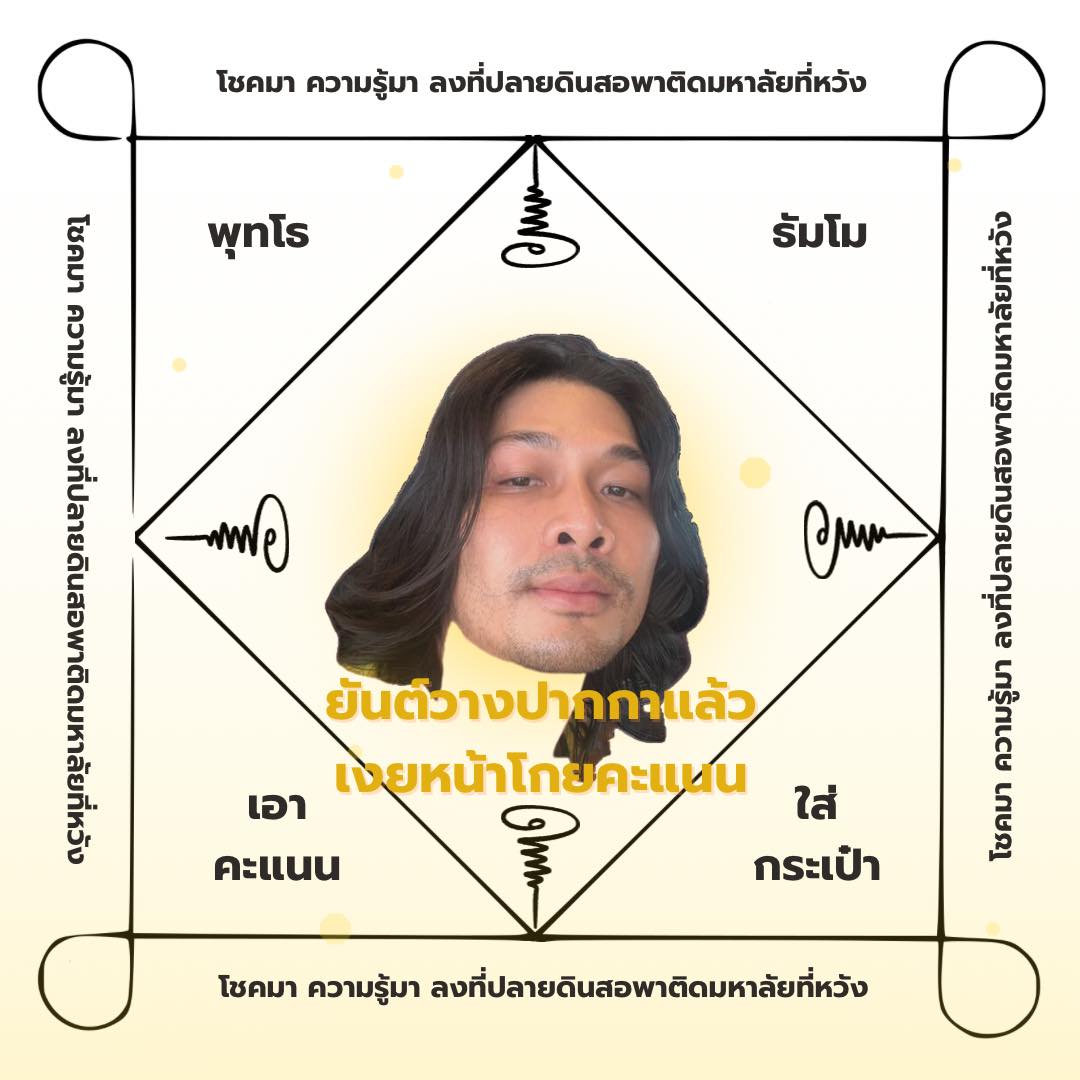 โชคมา ความรู้มา ลงที่ปลายดินสอพาติดมหาลัยที่หวัง
พุทโธ
ธัมโม
โชคมา ความรู้มา ลงที่ปลายดินสอพาติดมหาลัยที่หวัง
โชคมา ความรู้มา ลงที่ปลายดินสอพาติดมหาลัยที่หวัง
ยันต์วางปากกาแล้ว
เงยหน้าโกยคะแนน
เอา
คะแนน
ใส่
กระเป๋า
โชคมา ความรู้มา ลงที่ปลายดินสอพาติดมหาลัยที่หวัง